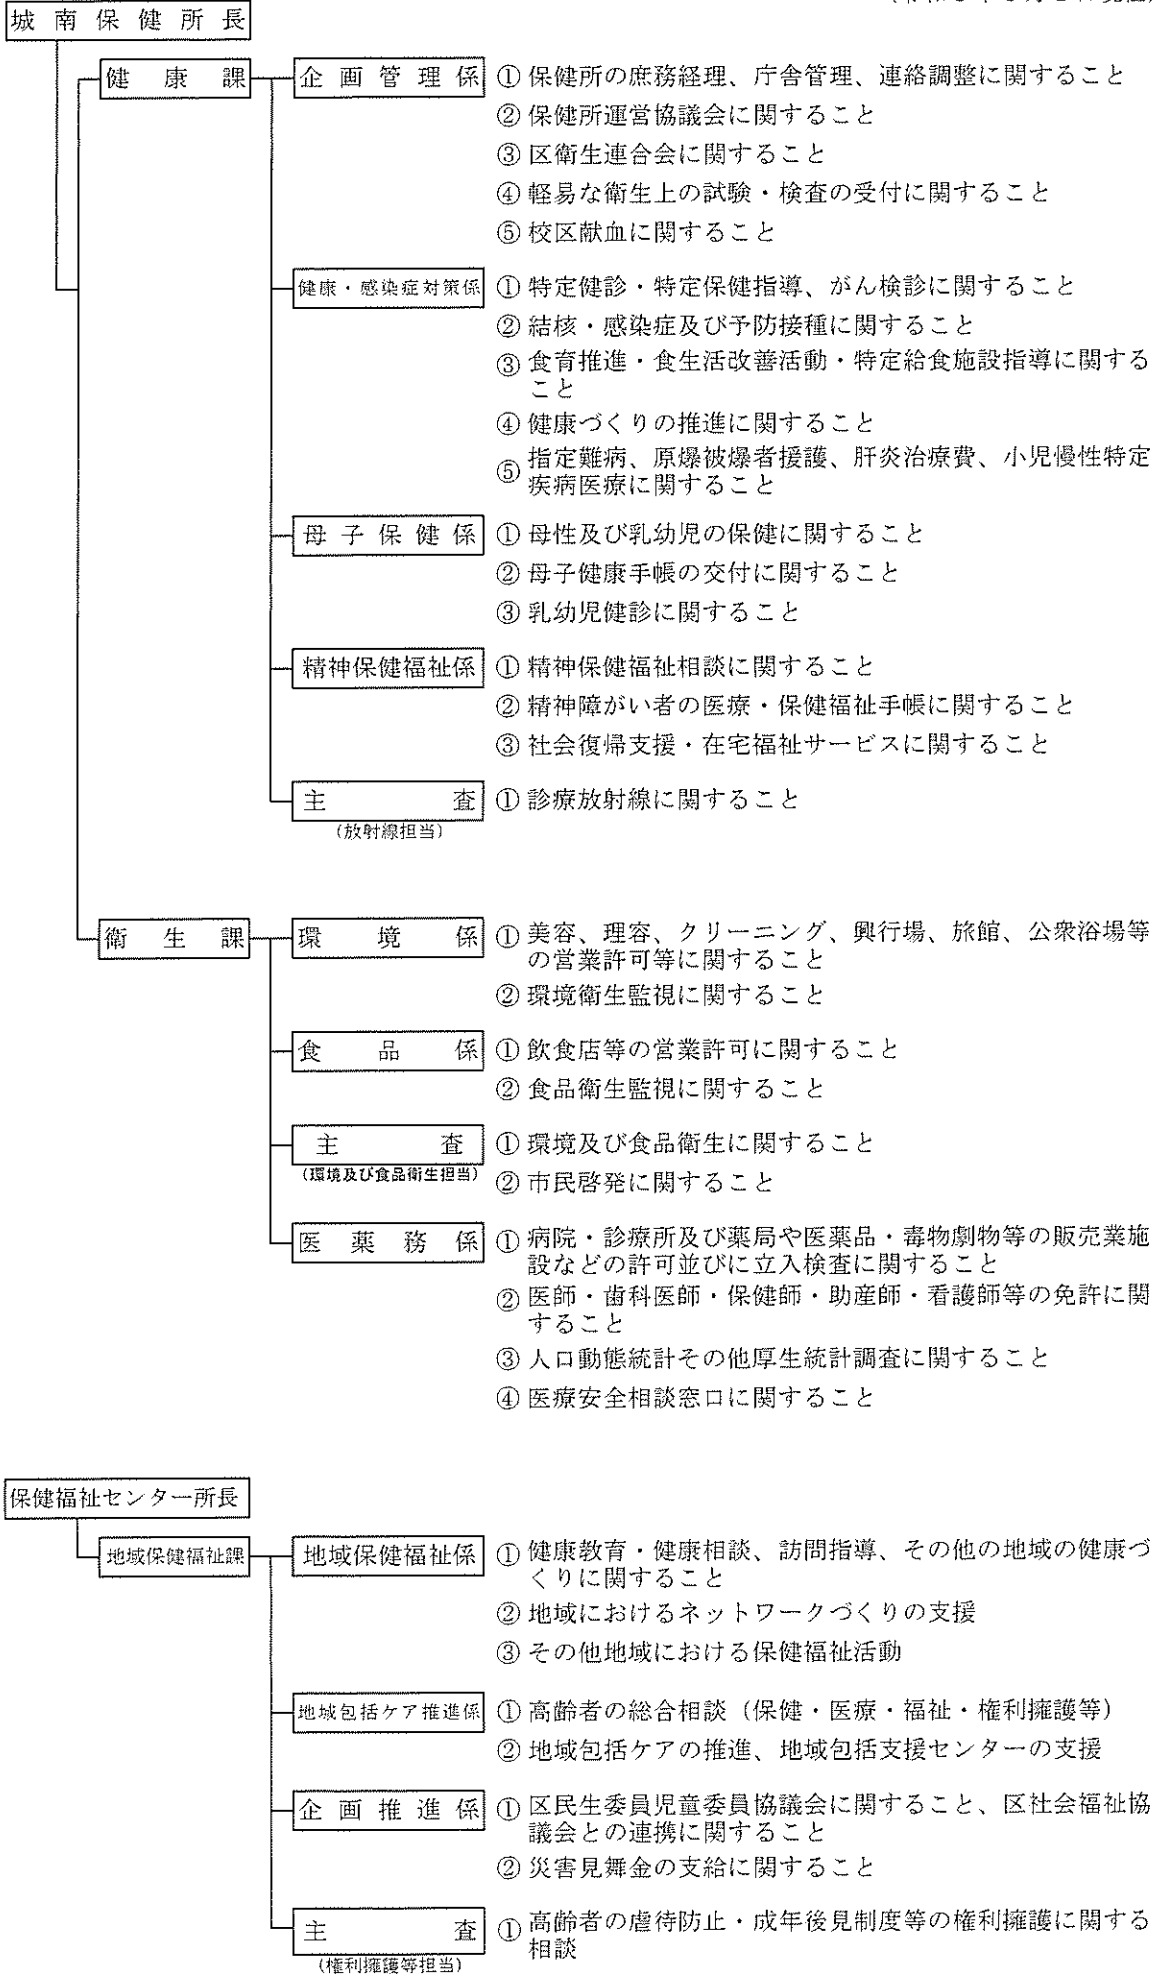 城南保健所長
健康課
企画管理係
① 保健所の庶務経理、庁舎管理、連絡調整に関すること
② 保健所運営協議会に関すること
③ 区衛生連合会に関すること
④ 軽易な衛生上の試験・検査の受付に関すること
⑤ 校区献血に関すること
健康・感染症対策係
① 特定健診・特定保健指導、がん検診に関すること
② 結核・感染症及び予防接種に関すること
③ 食育推進・食生活改善活動・特定給食施設指導に関する
こと
④ 健康づくりの推進に関すること
⑤ 指定難病、原爆被爆者援護、肝炎治療費、小児慢性特定
疾病医療に関すること
母子保健係
① 母性及び乳幼児の保健に関すること
② 母子健康手帳の交付に関すること
③ 乳幼児健診に関すること
精神保健福祉係
① 精神保健福祉相談に関すること
② 精神障がい者の医療・保健福祉手帳に関すること
③ 社会復帰支援・在宅福祉サービスに関すること
主査
(放射線担当)
① 診療放射線に関すること
衛生課
環境係
① 美容、理容、クリーニング、興行場、旅館、公衆浴場等
の営業許可等に関すること
② 環境衛生監視に関すること
食品係
① 飲食店等の営業許可に関すること
② 食品衛生監視に関すること
主査
(環境及び食品衛生担当)
① 環境及び食品衛生に関すること
② 市民啓発に関すること
医薬務係
① 病院・診療所及び薬局や医薬品・毒物劇物等の販売業施
設などの許可並びに立入検査に関すること
② 医師・歯科医師・保健師・助産師・看護師等の免許に関
すること
③ 人口動態統計その他厚生統計調査に関すること
④ 医療安全相談窓口に関すること
保健福祉センター所長
地域保健福祉課
地域保健福祉係
① 健康教育・健康相談、訪問指導、その他の地域の健康づ
くりに関すること
② 地域におけるネットワークづくりの支援
③ その他地域における保健福祉活動
地域包括ケア推進係
① 高齢者の総合相談（保健・医療・福祉・権利擁護等）
② 地域包括ケアの推進、地域包括支援センターの支援
企画推進係
① 区民生委員児童委員協議会に関すること、区社会福祉協
議会との連携に関すること
② 災害見舞金の支給に関すること
主査
(権利擁護等担当)
① 高齢者の虐待防止・成年後見制度等の権利擁護に関する
相談